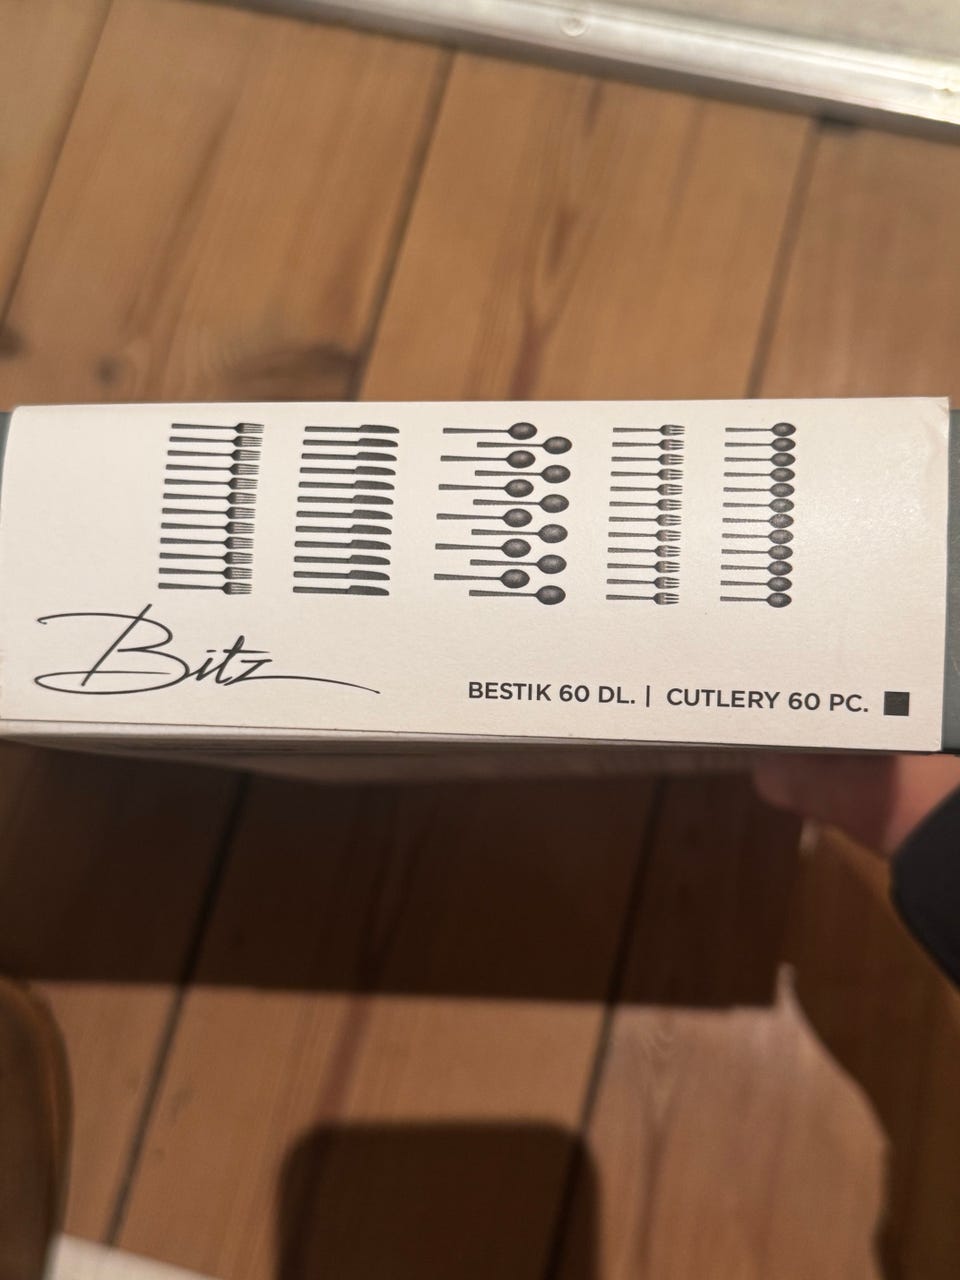 Bitz
BESTIK 60 DL. | CUTLERY 60 PC.